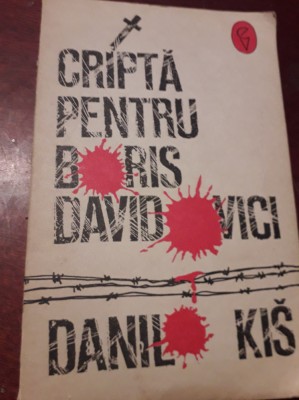 CRIPTĂ
PENTRU
BORIS
DAVIDOVICI
DANILO KIŠ